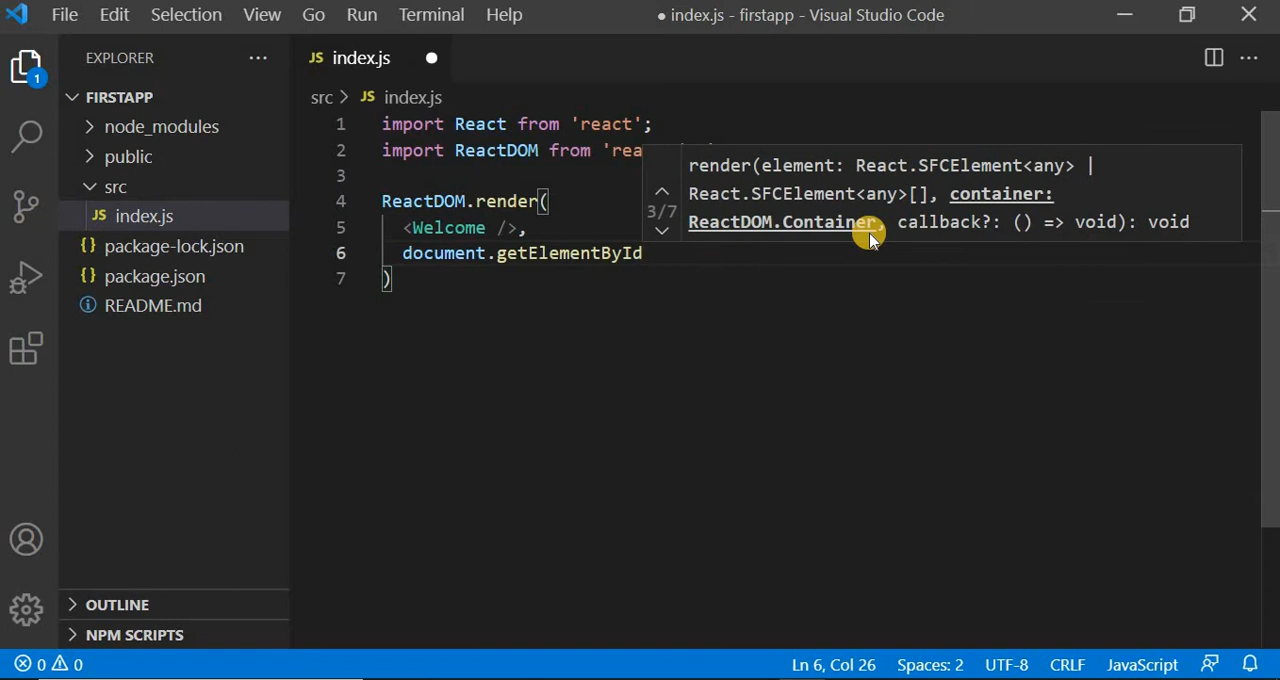 File Edit Selection View Go Run Terminal Help ● index.js - firstapp - Visual Studio Code
EXPLORER ···
JS index.js ●
1
FIRSTAPP
node_modules
public
src
JS index.js
{} package-lock.json
{} package.json
README.md
OUTLINE
NPM SCRIPTS
src > JS index.js
1 import React from 'react';
2 import ReactDOM from 'rea
3
4 ReactDOM.render(
5 <Welcome />,
6 document.getElementById
7 )
render(element: React.SFCElement<any> |
3/7 React.SFCElement<any>[], container:
ReactDOM.Container, callback?: () => void): void
0 0 Ln 6, Col 26 Spaces: 2 UTF-8 CRLF JavaScript